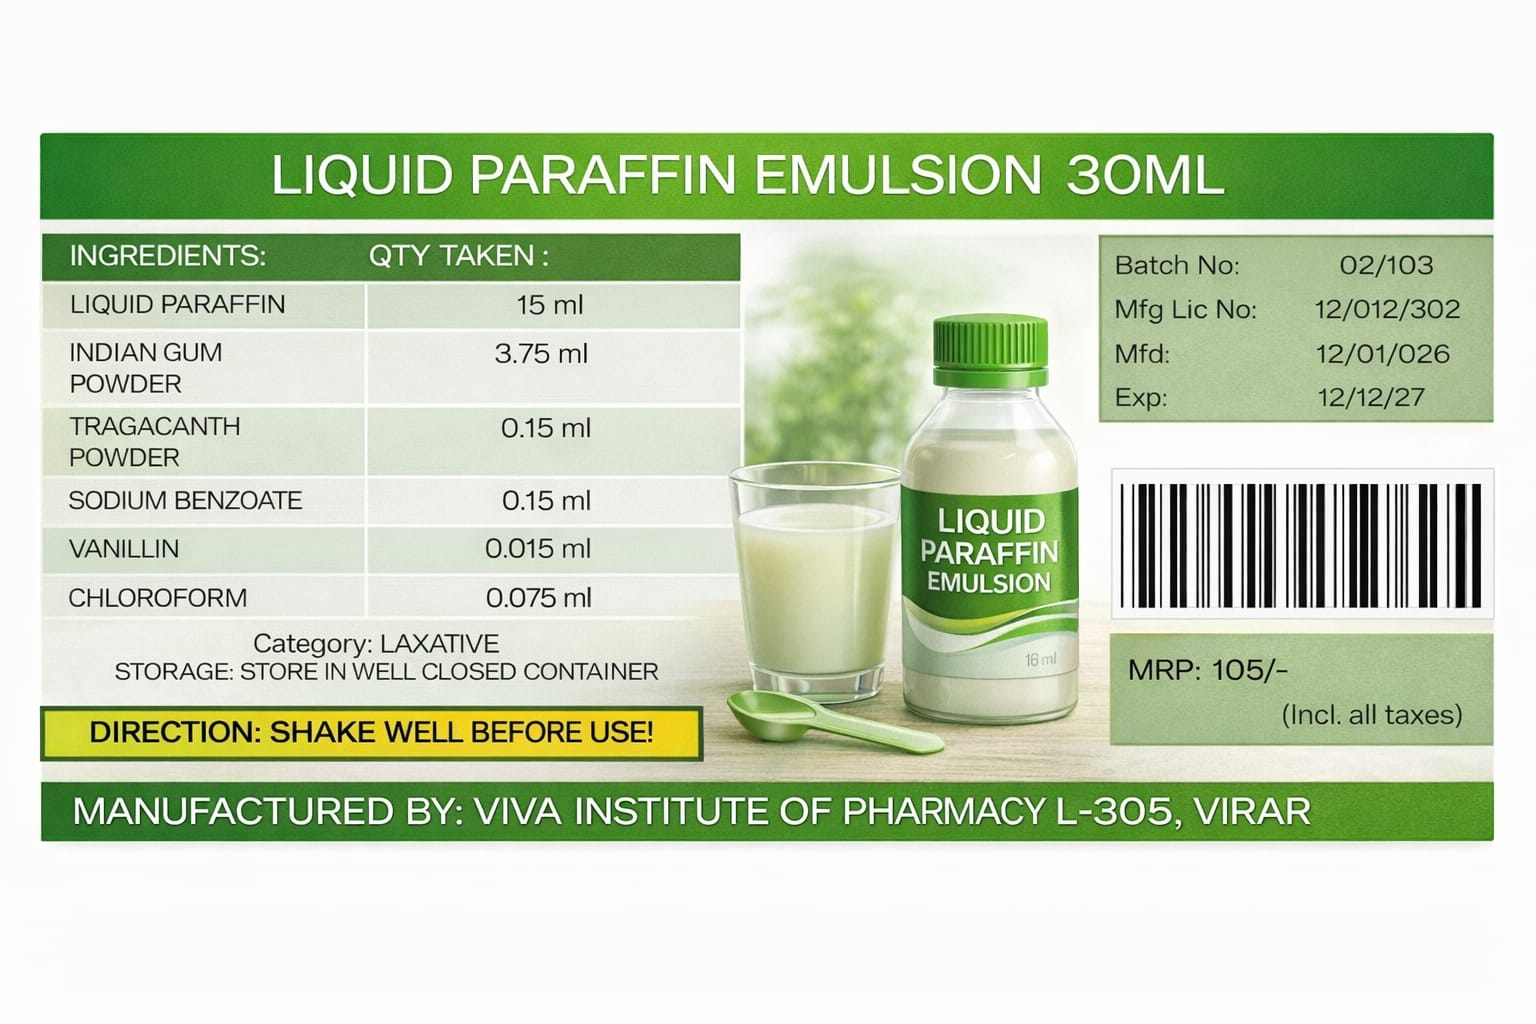 LIQUID PARAFFIN EMULSION 30ML
INGREDIENTS: QTY TAKEN :
LIQUID PARAFFIN 15 ml
INDIAN GUM 3.75 ml
POWDER
TRAGACANTH 0.15 ml
POWDER
SODIUM BENZOATE 0.15 ml
VANILLIN 0.015 ml
CHLOROFORM 0.075 ml
Category: LAXATIVE
STORAGE: STORE IN WELL CLOSED CONTAINER
DIRECTION: SHAKE WELL BEFORE USE!
LIQUID
PARAFFIN
EMULSION
16 ml
Batch No: 02/103
Mfg Lic No: 12/012/302
Mfd: 12/01/026
Exp: 12/12/27
MRP: 105/-
(Incl. all taxes)
MANUFACTURED BY: VIVA INSTITUTE OF PHARMACY L-305, VIRAR